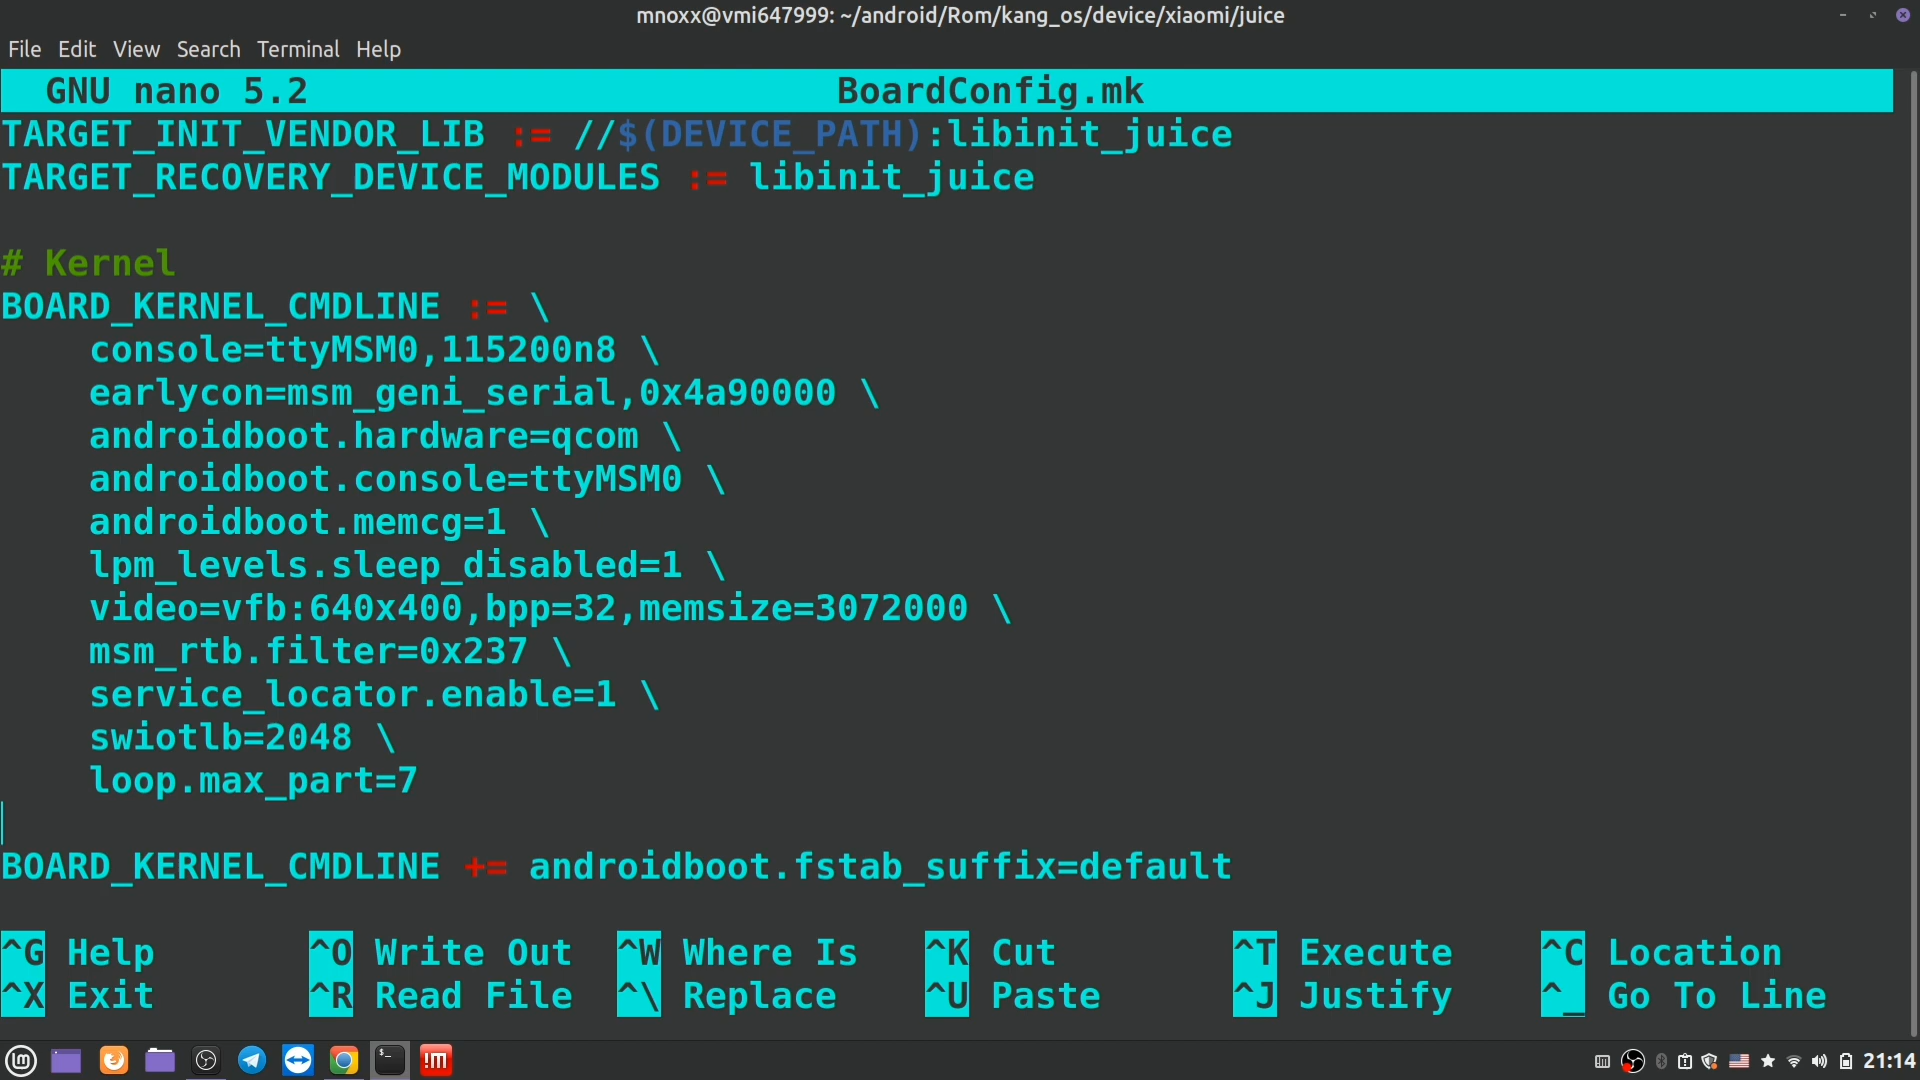 mnoxx@vmi647999: ~/android/Rom/kang_os/device/xiaomi/juice
File Edit View Search Terminal Help
GNU nano 5.2 BoardConfig.mk
TARGET_INIT_VENDOR_LIB := //$(DEVICE_PATH):libinit_juice
TARGET_RECOVERY_DEVICE_MODULES := libinit_juice
# Kernel
BOARD_KERNEL_CMDLINE := \
console=ttyMSM0,115200n8 \
earlycon=msm_geni_serial,0x4a90000 \
androidboot.hardware=qcom \
androidboot.console=ttyMSM0 \
androidboot.memcg=1 \
lpm_levels.sleep_disabled=1 \
video=vfb:640x400,bpp=32,memsize=3072000 \
msm_rtb.filter=0x237 \
service_locator.enable=1 \
swiotlb=2048 \
loop.max_part=7
BOARD_KERNEL_CMDLINE += androidboot.fstab_suffix=default
^G Help ^O Write Out ^W Where Is ^K Cut ^T Execute ^C Location
^X Exit ^R Read File ^\ Replace ^U Paste ^J Justify ^_ Go To Line
21:14